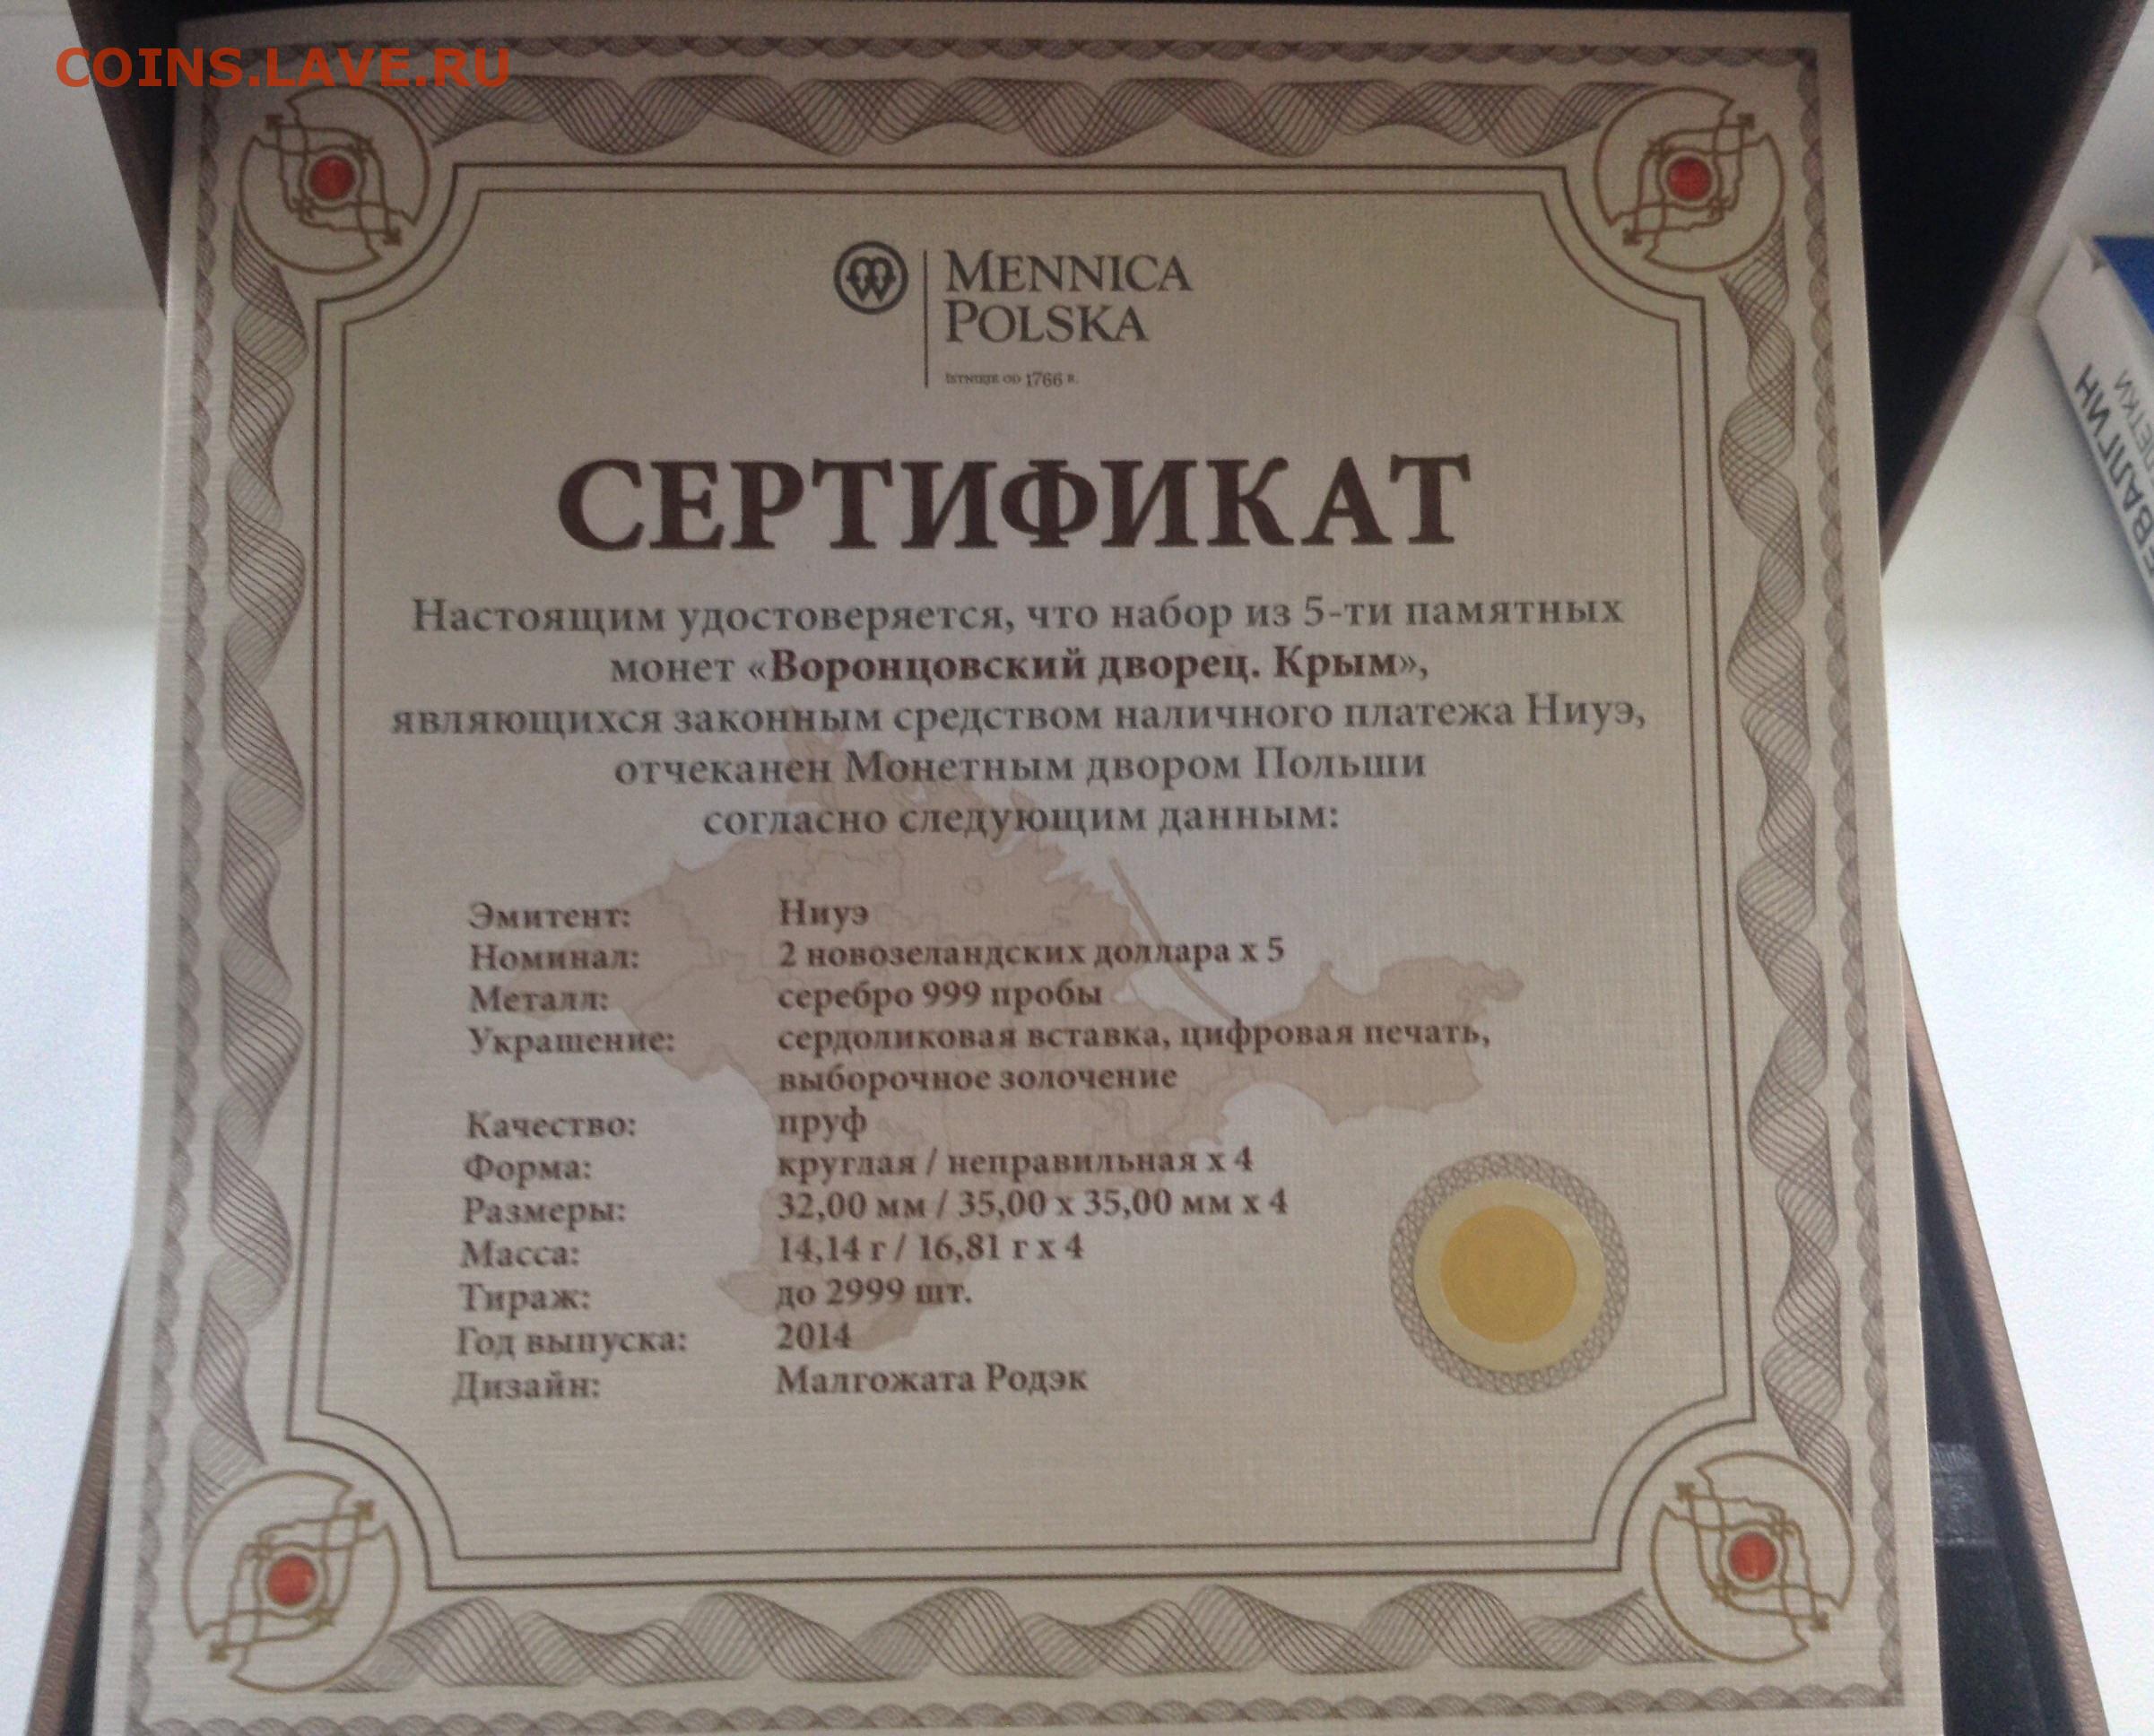 COINS.LAVE.RU
MENNICA
POLSKA
ISTNIEJE OD 1766 R.
СЕРТИФИКАТ
Настоящим удостоверяется, что набор из 5-ти памятных
монет «Воронцовский дворец. Крым»,
являющихся законным средством наличного платежа Ниуэ,
отчеканен Монетным двором Польши
согласно следующим данным:
Эмитент: Ниуэ
Номинал: 2 новозеландских доллара x 5
Металл: серебро 999 пробы
Украшение: сердоликовая вставка, цифровая печать,
выборочное золочение
Качество: пруф
Форма: круглая / неправильная x 4
Размеры: 32,00 мм / 35,00 x 35,00 мм x 4
Масса: 14,14 г / 16,81 г x 4
Тираж: до 2999 шт.
Год выпуска: 2014
Дизайн: Малгожата Родэк